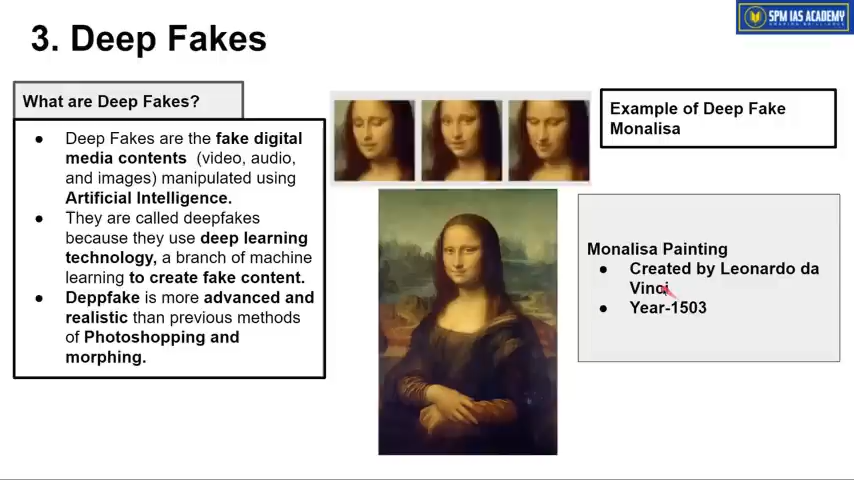 3. Deep Fakes
SPM IAS ACADEMY
What are Deep Fakes?
● Deep Fakes are the fake digital
media contents (video, audio,
and images) manipulated using
Artificial Intelligence.
● They are called deepfakes
because they use deep learning
technology, a branch of machine
learning to create fake content.
● Deppfake is more advanced and
realistic than previous methods
of Photoshopping and
morphing.
Example of Deep Fake
Monalisa
Monalisa Painting
● Created by Leonardo da
Vinci
● Year-1503